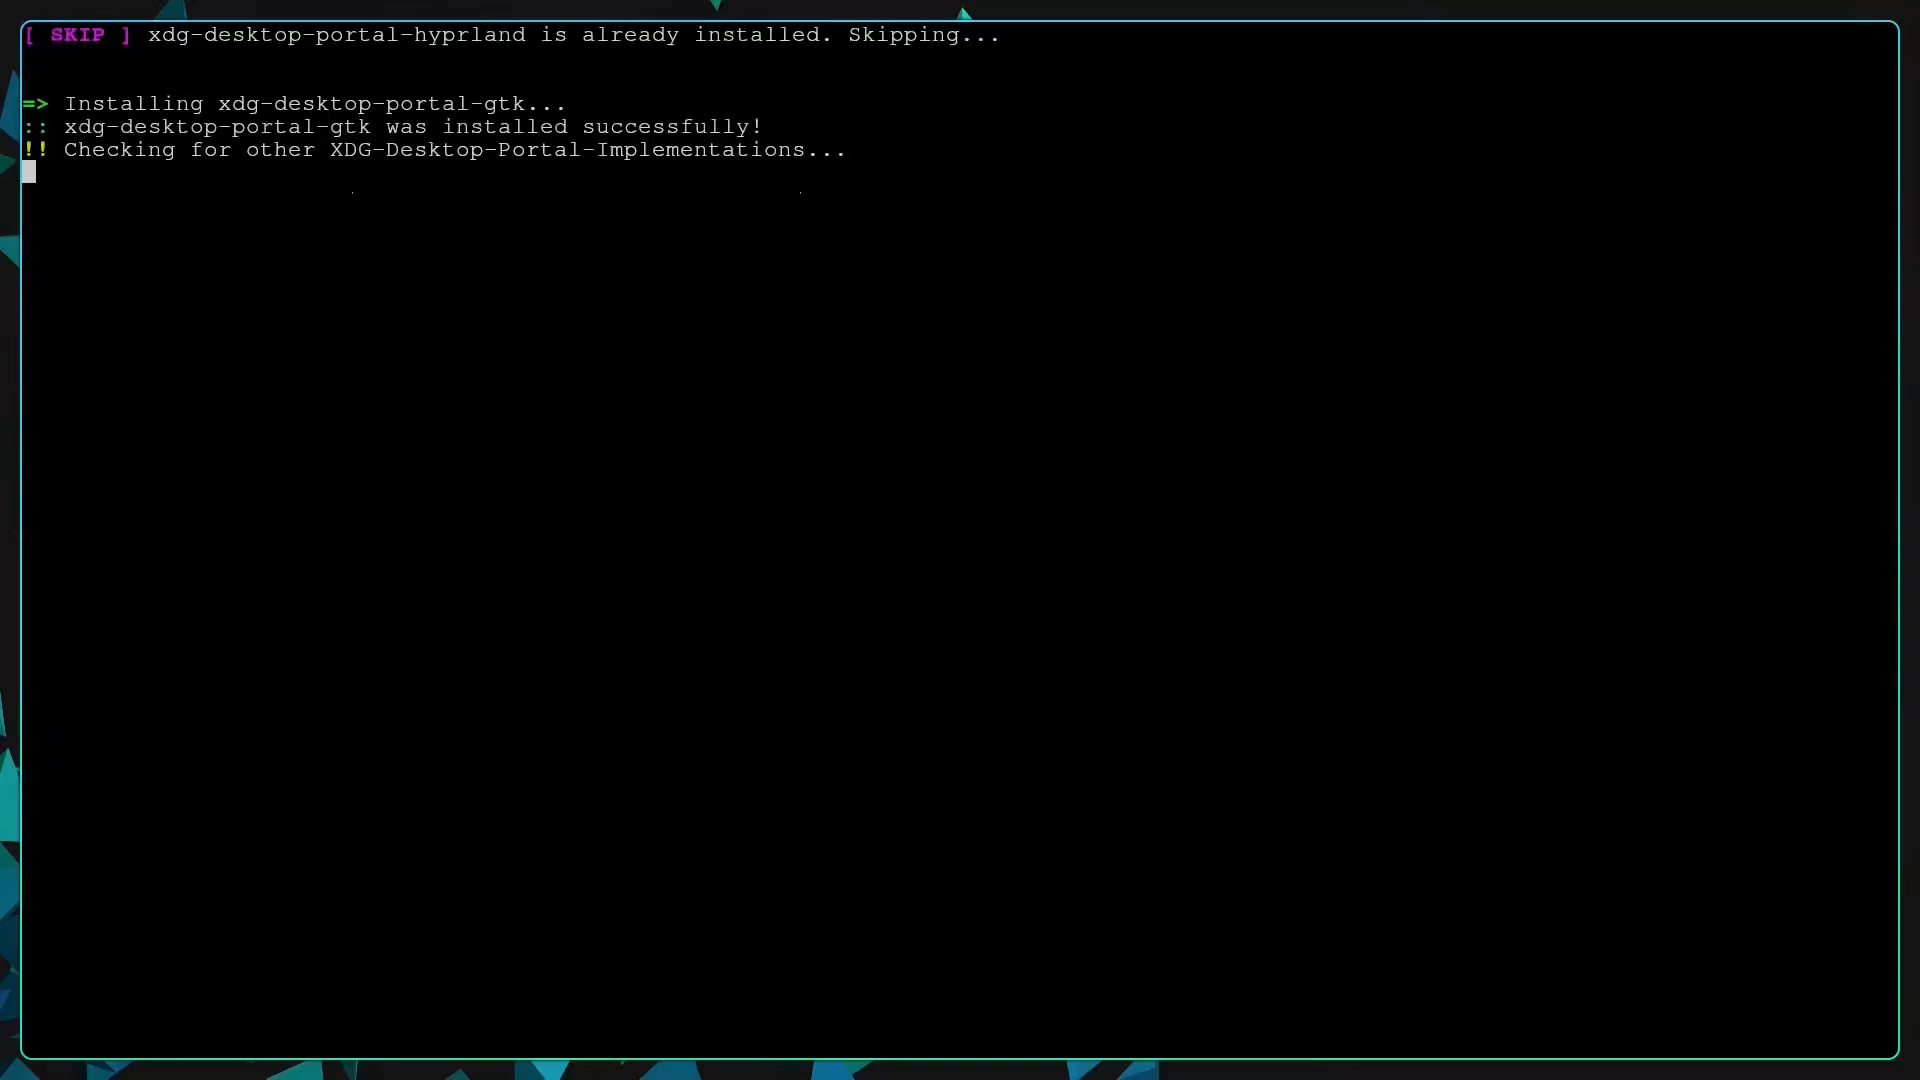 [ SKIP ] xdg-desktop-portal-hyprland is already installed. Skipping...
=> Installing xdg-desktop-portal-gtk...
:: xdg-desktop-portal-gtk was installed successfully!
!! Checking for other XDG-Desktop-Portal-Implementations...